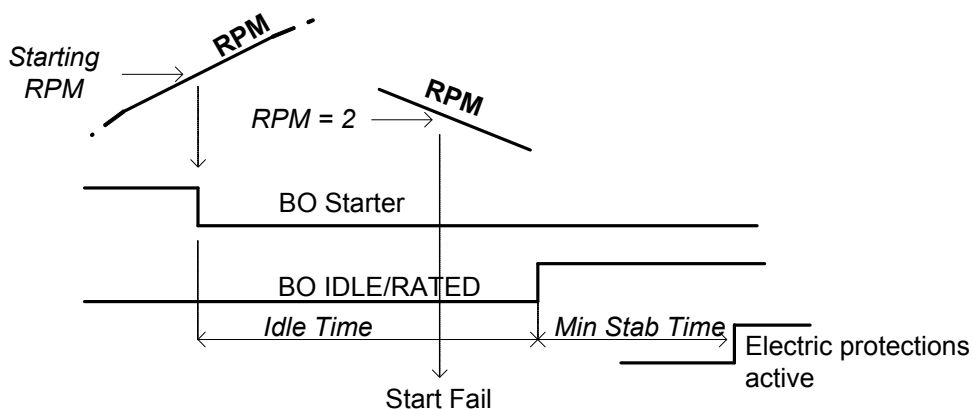 RPM
Starting
RPM
RPM
RPM = 2
BO Starter
BO IDLE/RATED
Idle Time
Min Stab Time
Electric protections
active
Start Fail